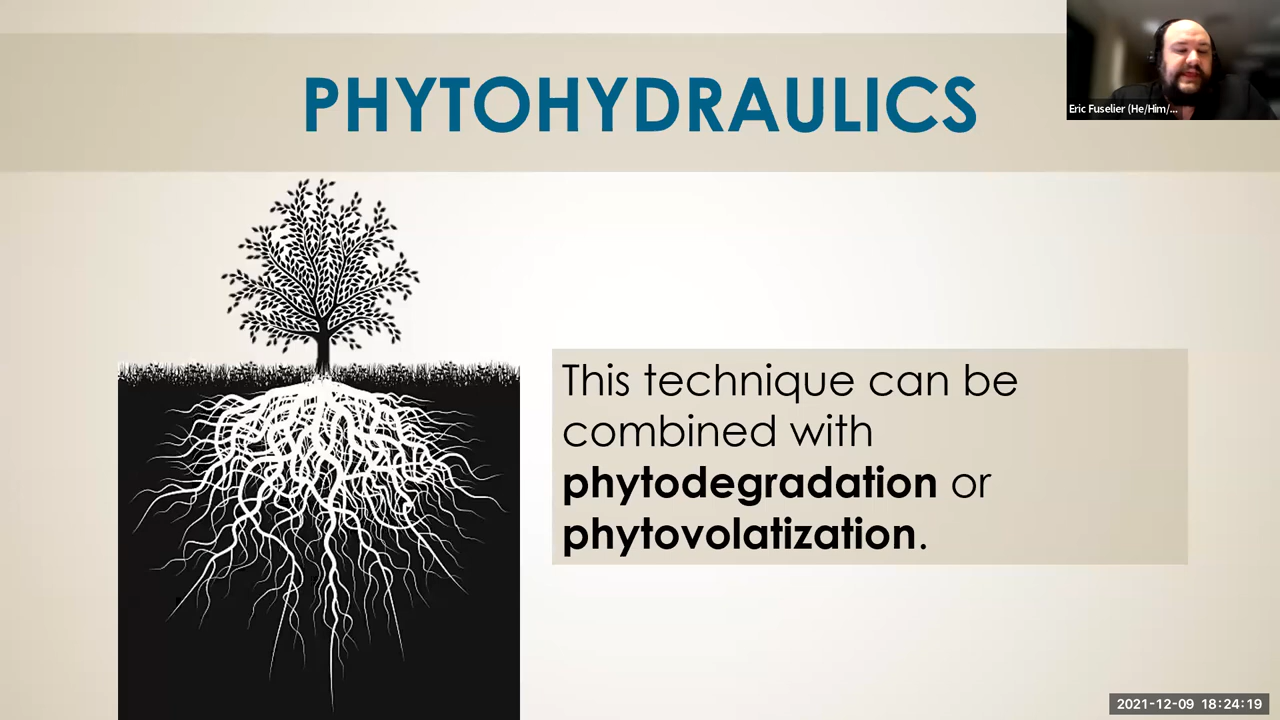 PHYTOHYDRAULICS
Eric Fuselier (He/Him/...
This technique can be
combined with
phytodegradation or
phytovolatization.
2021-12-09 18:24:19